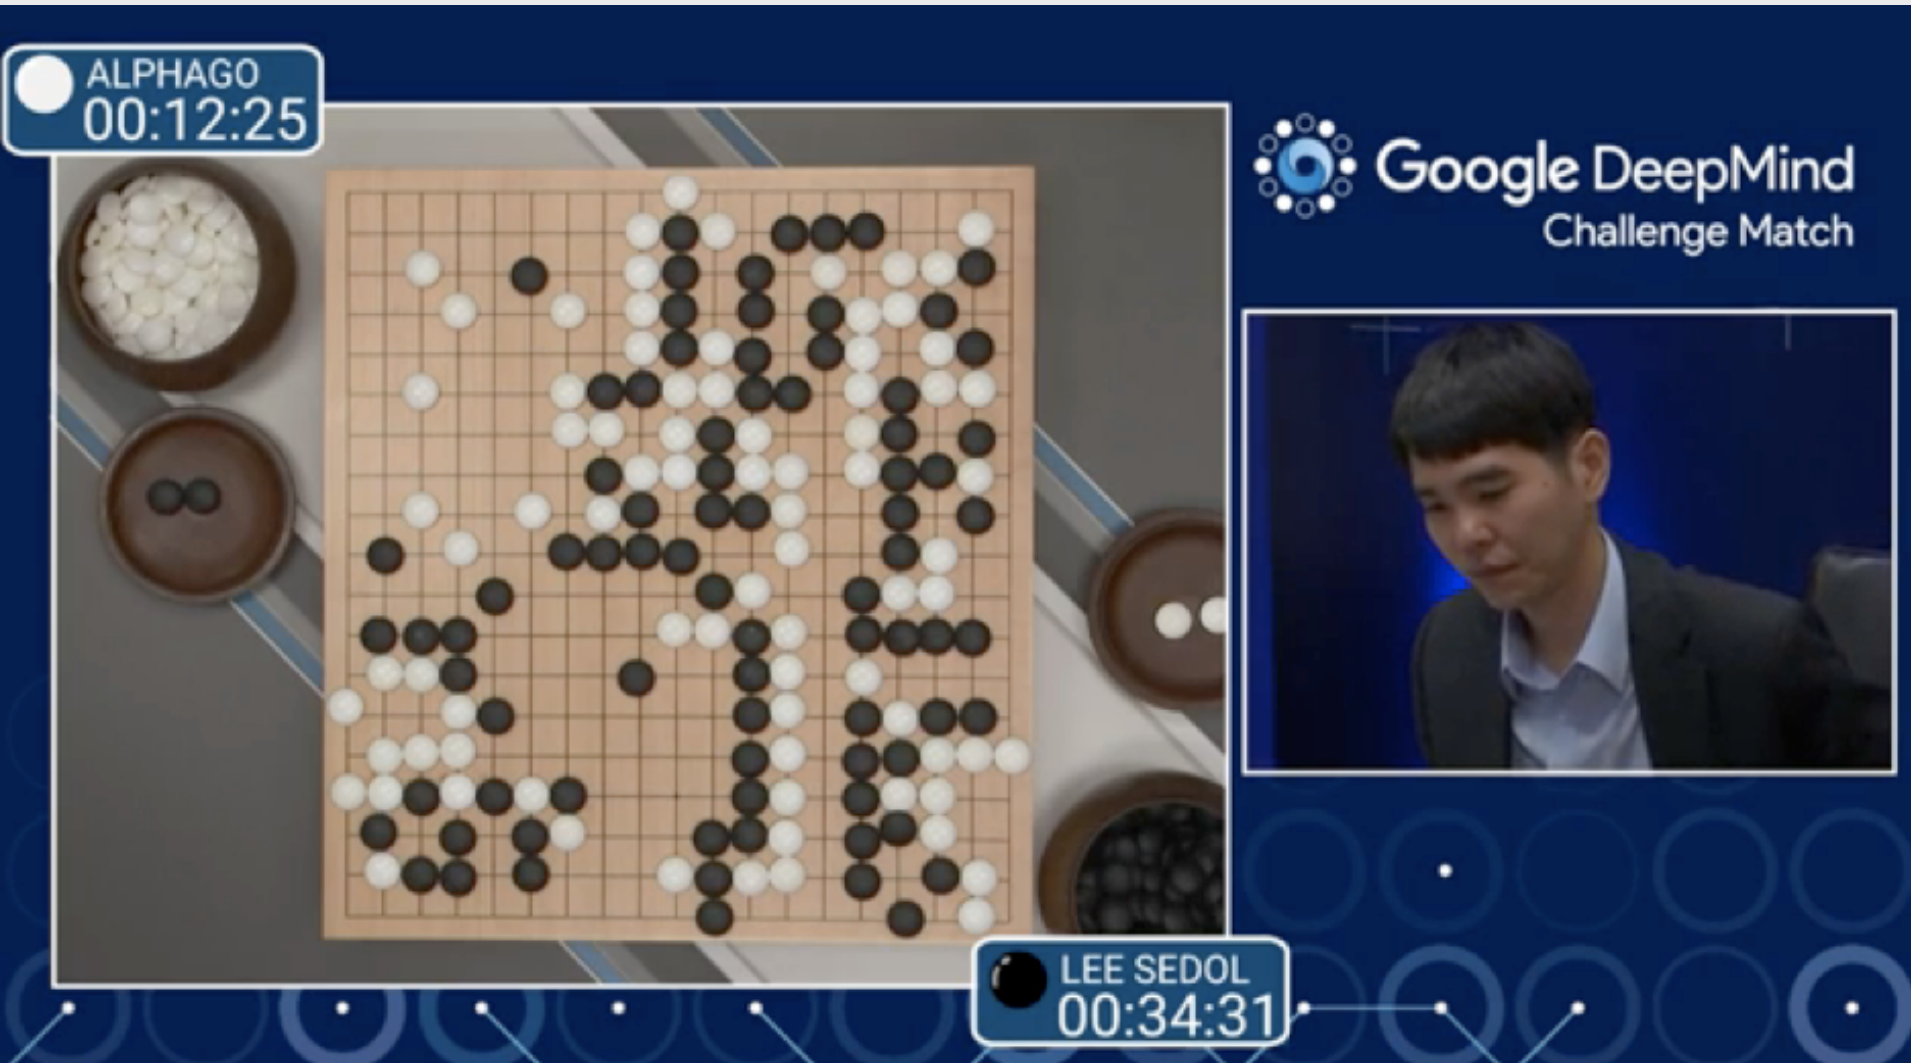 ALPHAGO
00:12:25
Google DeepMind
Challenge Match
LEE SEDOL
00:34:31